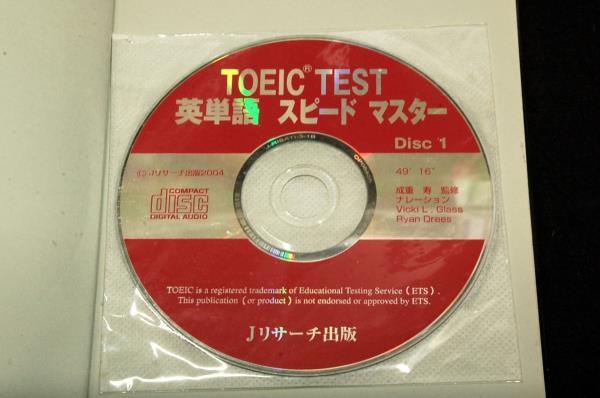 TOEIC® TEST
英単語 スピード マスター
Disc 1
Ⓟ Jリサーチ出版2004
49' 16"
COMPACT
disc
DIGITAL AUDIO
成重 寿 監修
ナレーション
Vicki L. Glass
Ryan Drees
TOEIC is a registered trademark of Educational Testing Service (ETS).
This publication (or product) is not endorsed or approved by ETS.
Jリサーチ出版